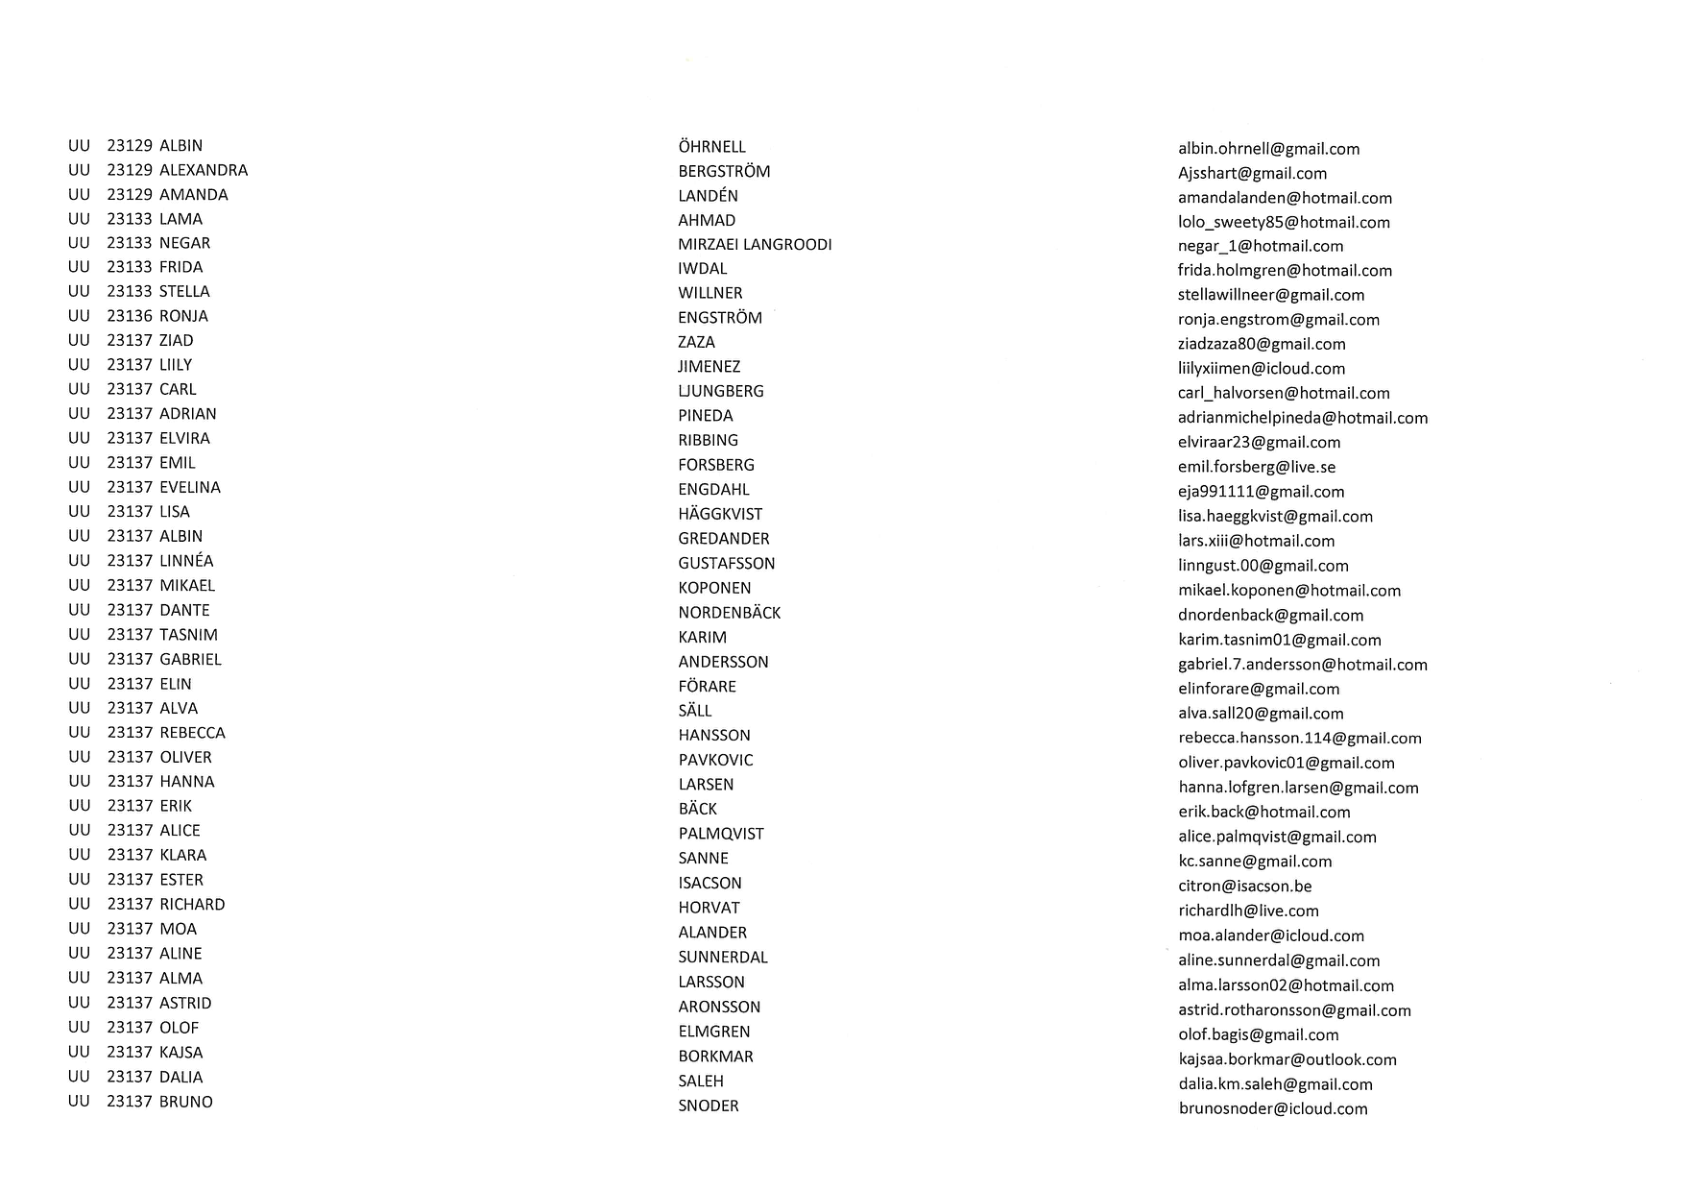 UU 23129 ALBIN ÖHRNELL albin.ohrnell@gmail.com
UU 23129 ALEXANDRA BERGSTRÖM Ajsshart@gmail.com
UU 23129 AMANDA LANDÉN amandalanden@hotmail.com
UU 23133 LAMA AHMAD lolo_sweety85@hotmail.com
UU 23133 NEGAR MIRZAEI LANGROODI negar_1@hotmail.com
UU 23133 FRIDA IWDAL frida.holmgren@hotmail.com
UU 23133 STELLA WILLNER stellawillneer@gmail.com
UU 23136 RONJA ENGSTRÖM ronja.engstrom@gmail.com
UU 23137 ZIAD ZAZA ziadzaza80@gmail.com
UU 23137 LIILY JIMENEZ liilyxiimen@icloud.com
UU 23137 CARL LJUNGBERG carl_halvorsen@hotmail.com
UU 23137 ADRIAN PINEDA adrianmichelpineda@hotmail.com
UU 23137 ELVIRA RIBBING elviraar23@gmail.com
UU 23137 EMIL FORSBERG emil.forsberg@live.se
UU 23137 EVELINA ENGDAHL eja991111@gmail.com
UU 23137 LISA HÄGGKVIST lisa.haeggkvist@gmail.com
UU 23137 ALBIN GREDANDER lars.xiii@hotmail.com
UU 23137 LINNÉA GUSTAFSSON linngust.00@gmail.com
UU 23137 MIKAEL KOPONEN mikael.koponen@hotmail.com
UU 23137 DANTE NORDENBÄCK dnordenback@gmail.com
UU 23137 TASNIM KARIM karim.tasnim01@gmail.com
UU 23137 GABRIEL ANDERSSON gabriel.7.andersson@hotmail.com
UU 23137 ELIN FÖRARE elinforare@gmail.com
UU 23137 ALVA SÄLL alva.sall20@gmail.com
UU 23137 REBECCA HANSSON rebecca.hansson.114@gmail.com
UU 23137 OLIVER PAVKOVIC oliver.pavkovic01@gmail.com
UU 23137 HANNA LARSEN hanna.lofgren.larsen@gmail.com
UU 23137 ERIK BÄCK erik.back@hotmail.com
UU 23137 ALICE PALMQVIST alice.palmqvist@gmail.com
UU 23137 KLARA SANNE kc.sanne@gmail.com
UU 23137 ESTER ISACSON citron@isacson.be
UU 23137 RICHARD HORVAT richardlh@live.com
UU 23137 MOA ALANDER moa.alander@icloud.com
UU 23137 ALINE SUNNERDAL aline.sunnerdal@gmail.com
UU 23137 ALMA LARSSON alma.larsson02@hotmail.com
UU 23137 ASTRID ARONSSON astrid.rotharonsson@gmail.com
UU 23137 OLOF ELMGREN olof.bagis@gmail.com
UU 23137 KAJSA BORKMAR kajsaa.borkmar@outlook.com
UU 23137 DALIA SALEH dalia.km.saleh@gmail.com
UU 23137 BRUNO SNODER brunosnoder@icloud.com